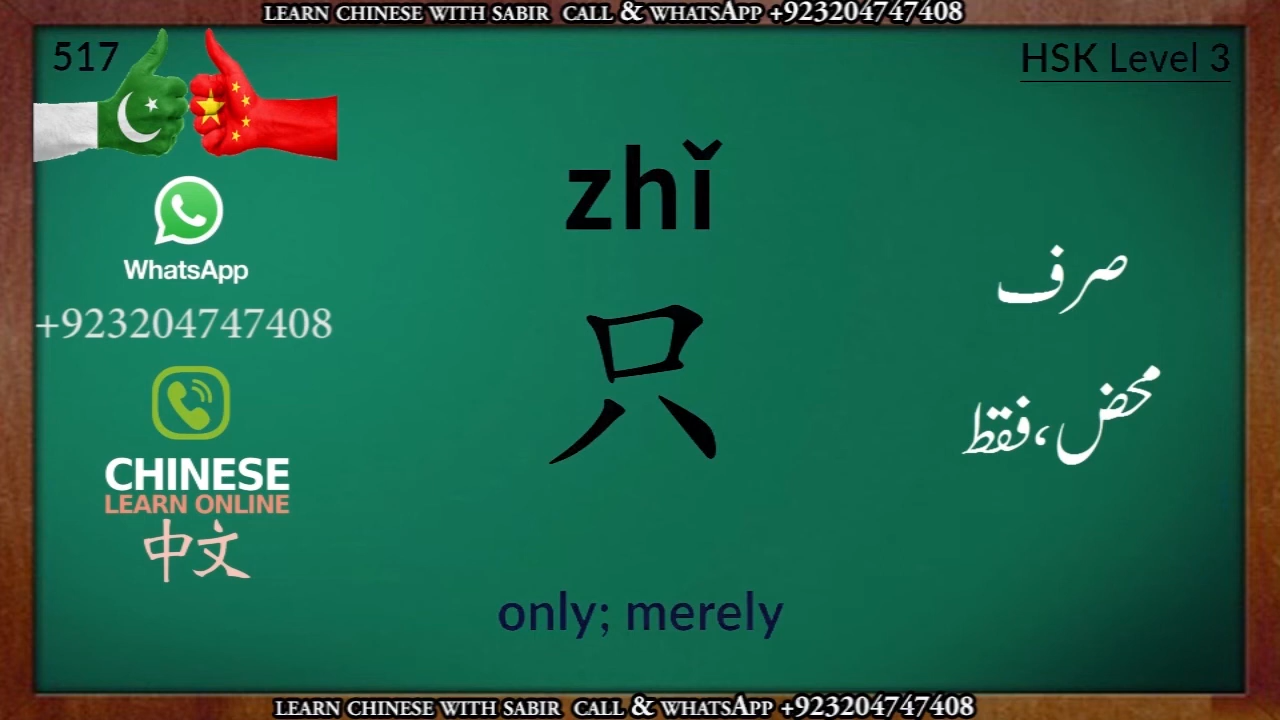 LEARN CHINESE WITH SABIR CALL & WHATSAPP +923204747408
517
HSK Level 3
zhǐ
WhatsApp
صرف
+923204747408
只
محض،فقط
CHINESE
LEARN ONLINE
中文
only; merely
LEARN CHINESE WITH SABIR CALL & WHATSAPP +923204747408